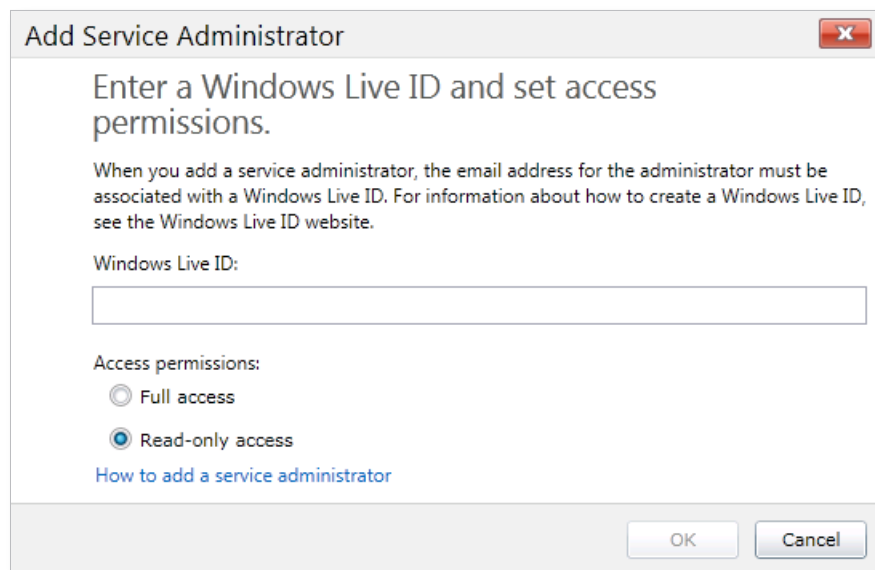 Add Service Administrator
Enter a Windows Live ID and set access
permissions.
When you add a service administrator, the email address for the administrator must be
associated with a Windows Live ID. For information about how to create a Windows Live ID,
see the Windows Live ID website.
Windows Live ID:
Access permissions:
Full access
Read-only access
How to add a service administrator
OK
Cancel